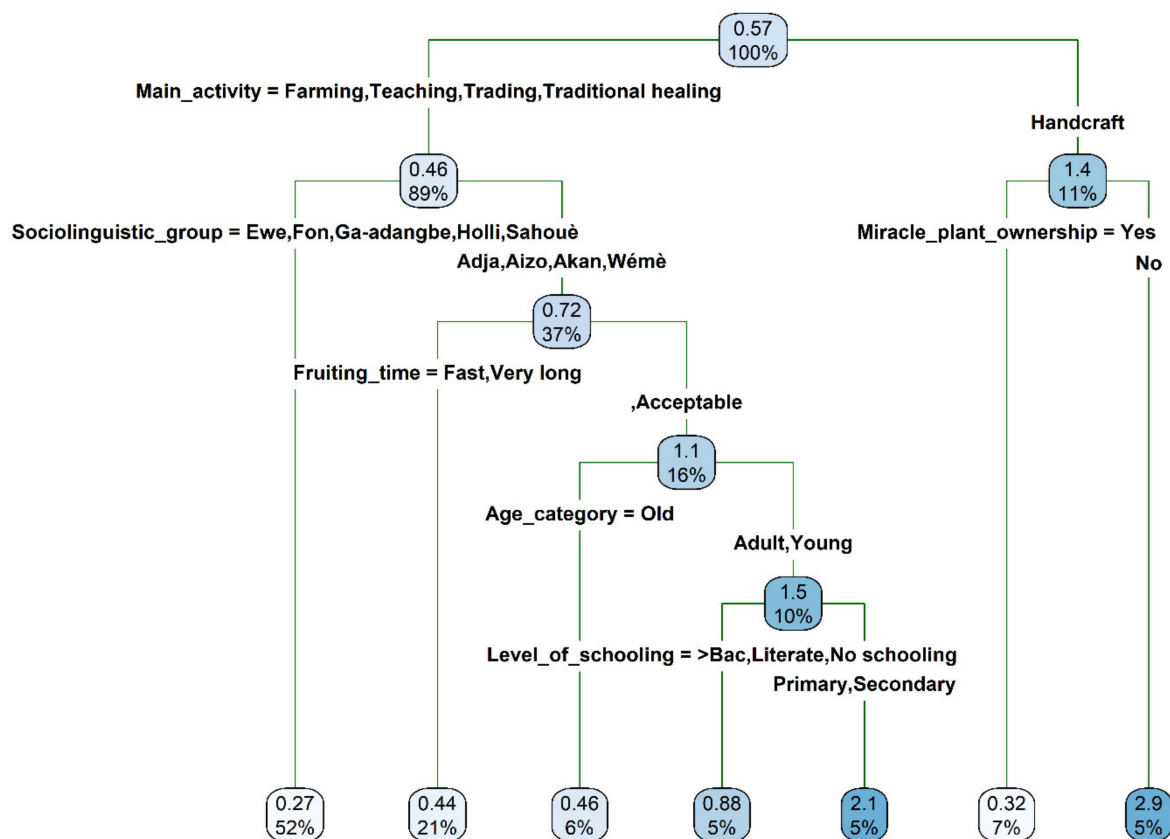 0.57
100%
Main_activity = Farming,Teaching,Trading,Traditional healing
Handcraft
0.46
89%
1.4
11%
Sociolinguistic_group = Ewe,Fon,Ga-adangbe,Holli,Sahouè
Miracle_plant_ownership = Yes
Adja,Aizo,Akan,Wémè
No
0.72
37%
Fruiting_time = Fast,Very long
,Acceptable
1.1
16%
Age_category = Old
Adult,Young
1.5
10%
Level_of_schooling = >Bac,Literate,No schooling
Primary,Secondary
0.27
52%
0.44
21%
0.46
6%
0.88
5%
2.1
5%
0.32
7%
2.9
5%